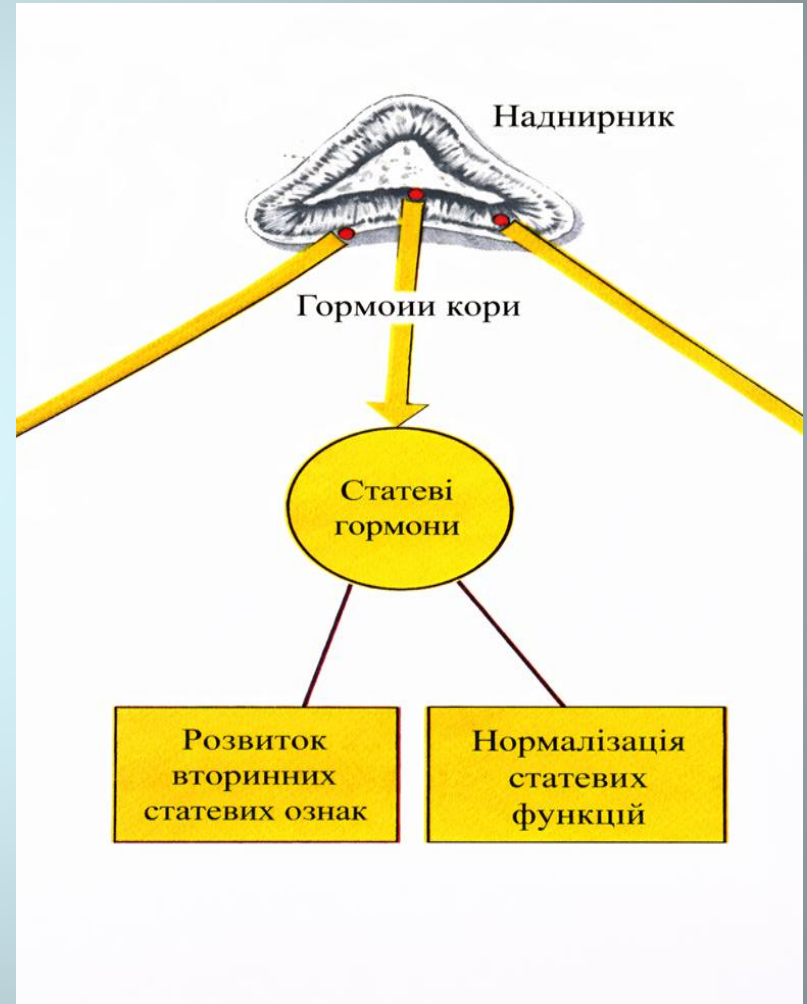 Наднирник
Гормони кори
Статеві
гормони
Розвиток
вторинних
статевих ознак
Нормалізація
статевих
функцій